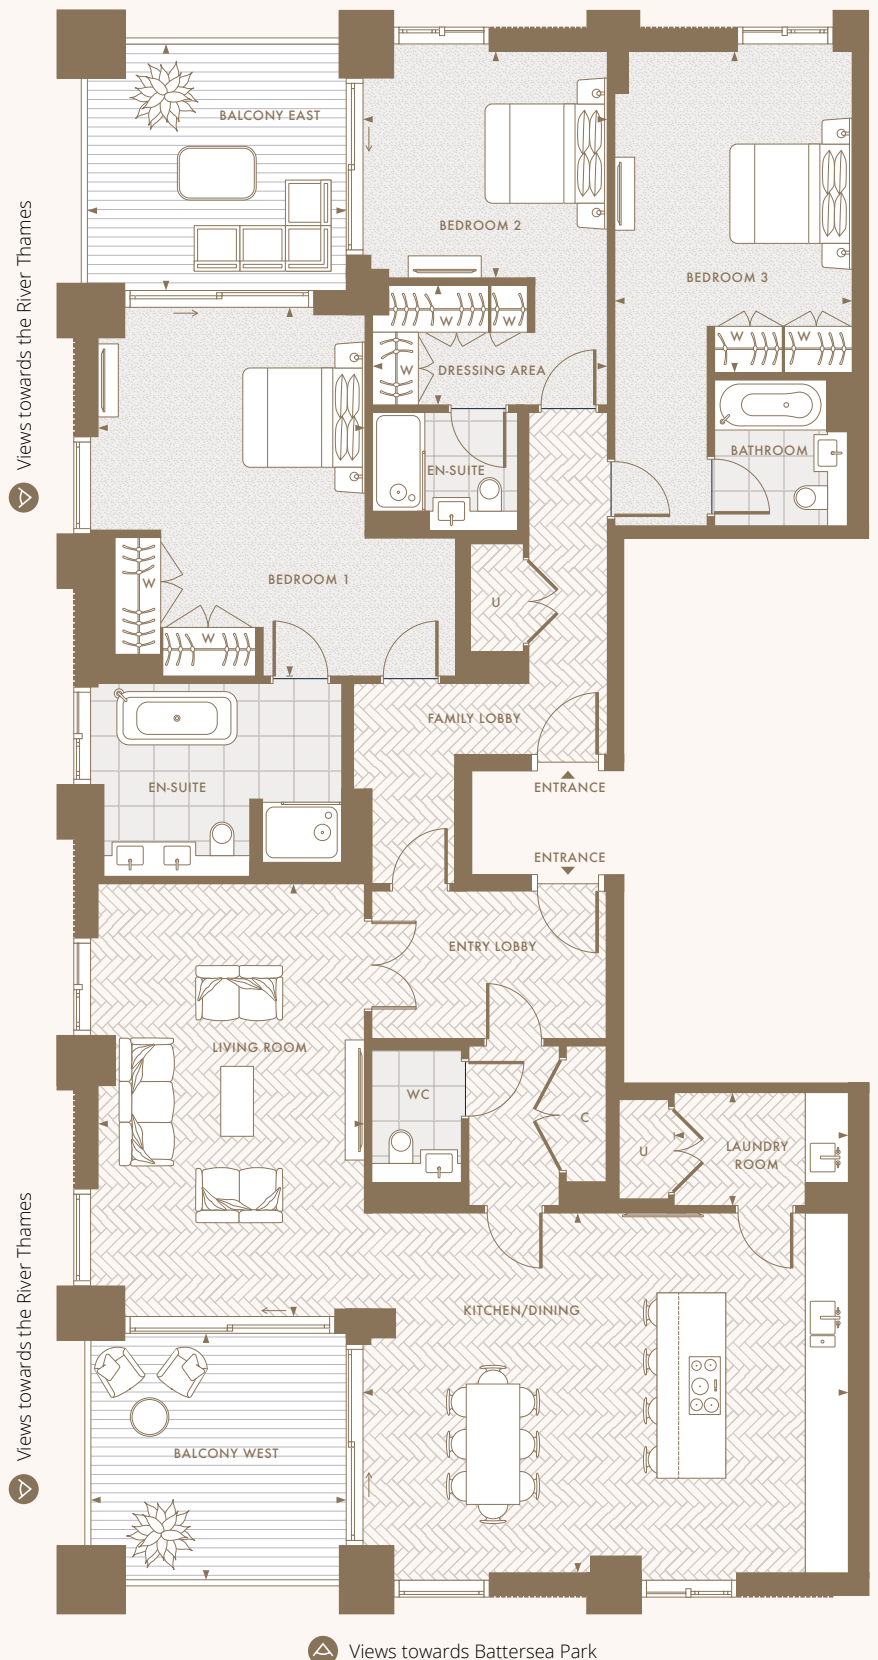 BALCONY EAST
BEDROOM 2
BEDROOM 3
Views towards the River Thames
W
W
W
W
W
DRESSING AREA
EN-SUITE
BATHROOM
BEDROOM 1
W
W
U
FAMILY LOBBY
EN-SUITE
ENTRANCE
ENTRANCE
ENTRY LOBBY
LIVING ROOM
WC
C
U
LAUNDRY
ROOM
Views towards the River Thames
KITCHEN/DINING
BALCONY WEST
Views towards Battersea Park